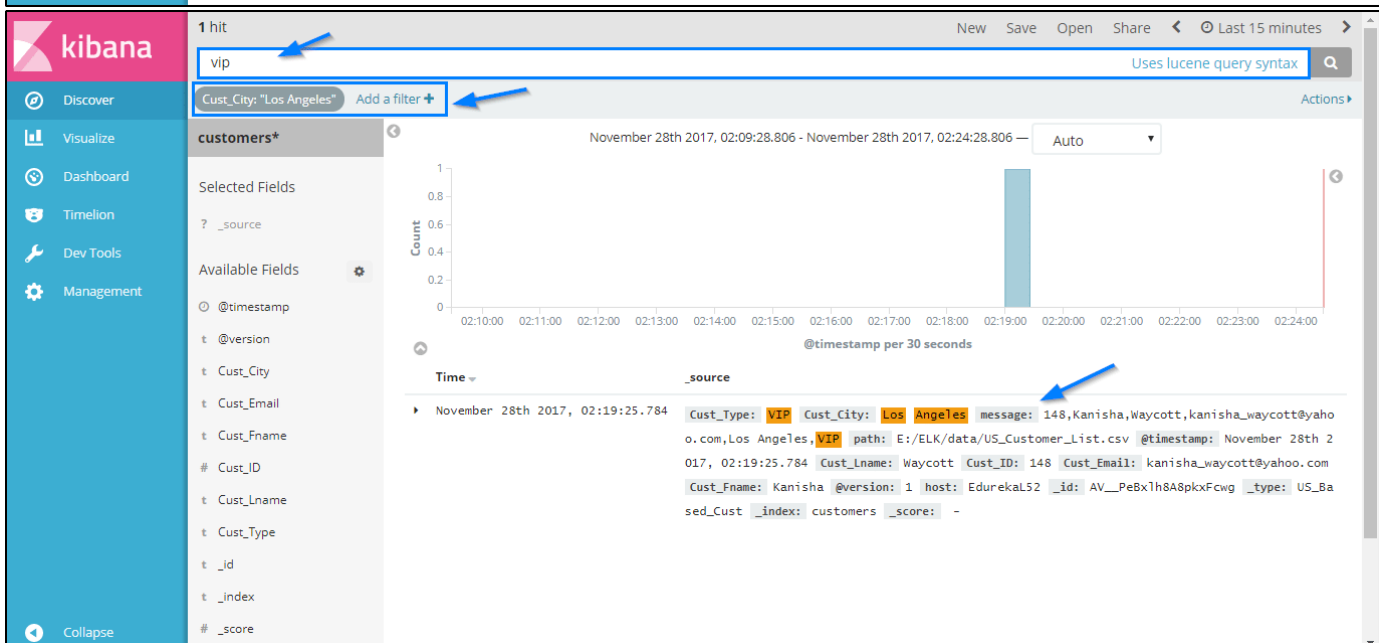 kibana
Discover
Visualize
Dashboard
Timelion
Dev Tools
Management
Collapse
1 hit
New Save Open Share Last 15 minutes
vip
Uses lucene query syntax
Cust_City: "Los Angeles" Add a filter +
Actions
customers*
Selected Fields
? _source
Available Fields
@timestamp
t @version
t Cust_City
t Cust_Email
t Cust_Fname
# Cust_ID
t Cust_Lname
t Cust_Type
t _id
t _index
# _score
November 28th 2017, 02:09:28.806 - November 28th 2017, 02:24:28.806 — Auto
1
0.8
0.6
0.4
0.2
0
Count
02:10:00 02:11:00 02:12:00 02:13:00 02:14:00 02:15:00 02:16:00 02:17:00 02:18:00 02:19:00 02:20:00 02:21:00 02:22:00 02:23:00 02:24:00
@timestamp per 30 seconds
Time _source
November 28th 2017, 02:19:25.784 Cust_Type: VIP Cust_City: Los Angeles message: 148,Kanisha,Waycott,kanisha_waycott@yaho
o.com,Los Angeles,VIP path: E:/ELK/data/US_Customer_List.csv @timestamp: November 28th 2
017, 02:19:25.784 Cust_Lname: Waycott Cust_ID: 148 Cust_Email: kanisha_waycott@yahoo.com
Cust_Fname: Kanisha @version: 1 host: EdurekaL52 _id: AV__PeBxlh8A8pkxFcwg _type: US_Ba
sed_Cust _index: customers _score: -